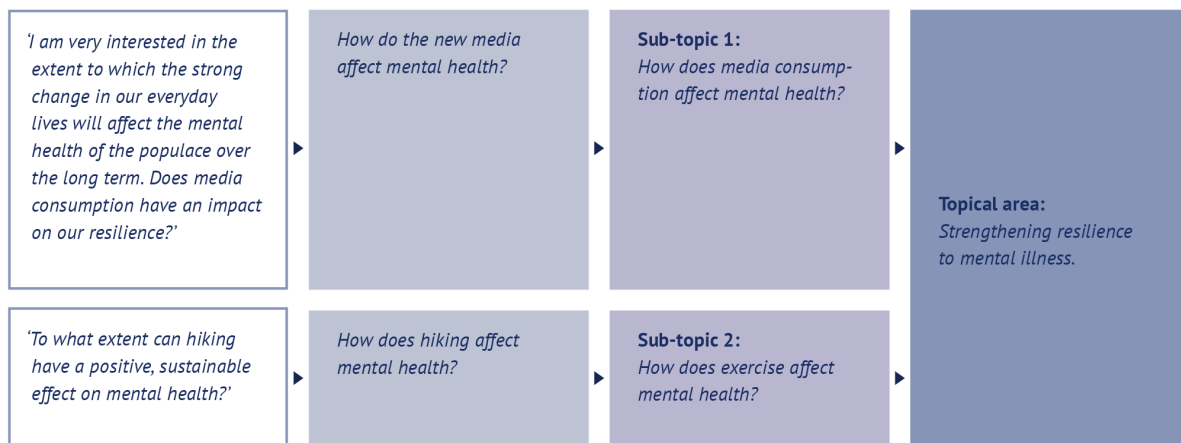 ‘I am very interested in the
extent to which the strong
change in our everyday
lives will affect the mental
health of the populace over
the long term. Does media
consumption have an impact
on our resilience?’
How do the new media
affect mental health?
Sub-topic 1:
How does media consump-
tion affect mental health?
Topical area:
Strengthening resilience
to mental illness.
‘To what extent can hiking
have a positive, sustainable
effect on mental health?’
How does hiking affect
mental health?
Sub-topic 2:
How does exercise affect
mental health?